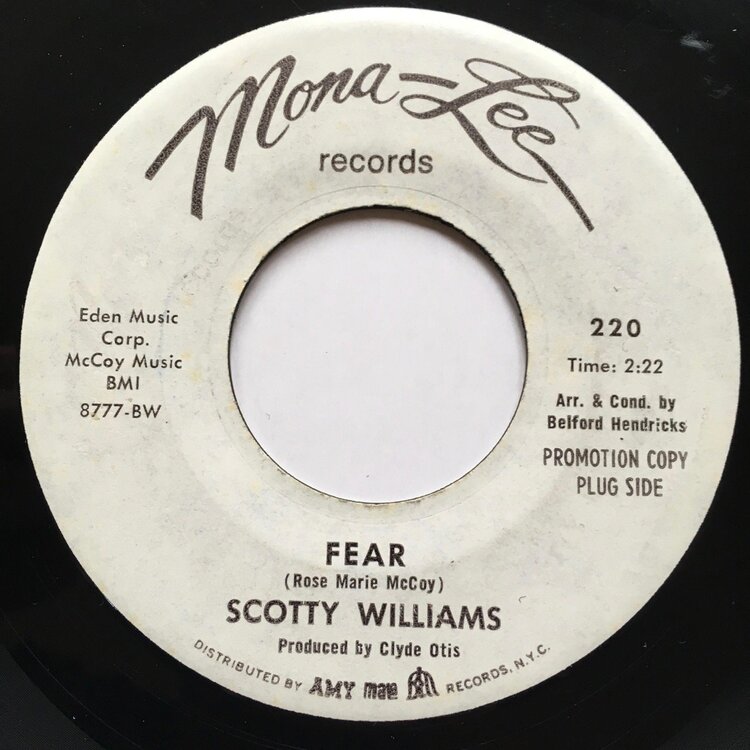 Mona-Lee
records
Eden Music
Corp.
McCoy Music
BMI
8777-BW
220
Time: 2:22
Arr. & Cond. by
Belford Hendricks
PROMOTION COPY
PLUG SIDE
FEAR
(Rose Marie McCoy)
SCOTTY WILLIAMS
Produced by Clyde Otis
DISTRIBUTED BY AMY mala RECORDS, N.Y.C.